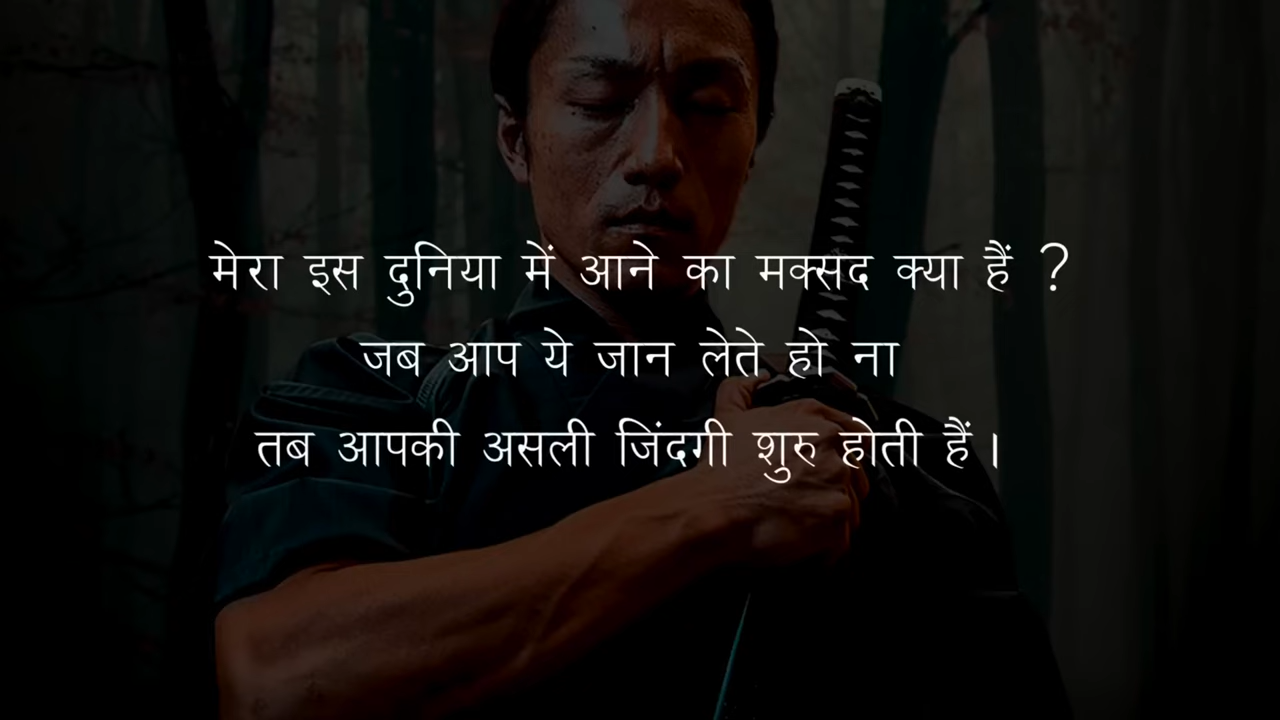 मेरा इस दुनिया में आने का मक्सद क्या हैं ?
जब आप ये जान लेते हो ना
तब आपकी असली जिंदगी शुरु होती हैं।